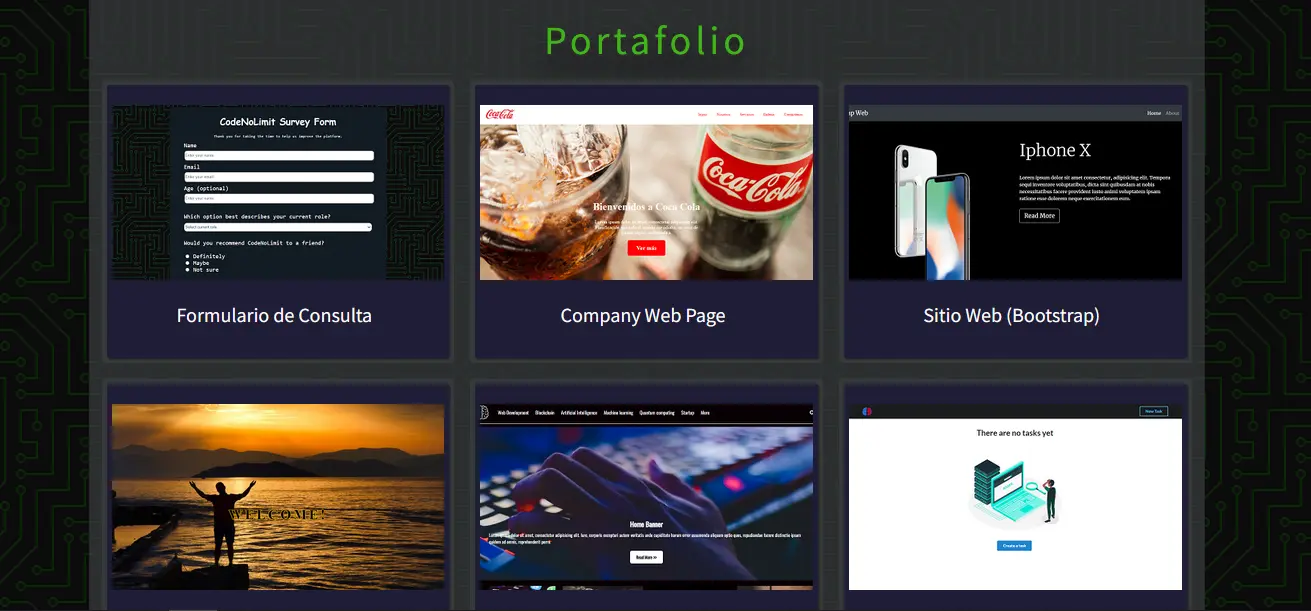 Portafolio
CodeNoLimit Survey Form
Thank you for taking the time to help us improve the platform.
Name
Enter your name
Email
Enter your email
Age (optional)
Enter your name
Which option best describes your current role?
Select current role
Would you recommend CodeNoLimit to a friend?
Definitely
Maybe
Not sure
Formulario de Consulta
Coca-Cola
Nosotros Servicios
Coca-Cola
Bienvenidos a Coca Cola
Ver más
Company Web Page
p Web
Home About
Iphone X
Lorem ipsum dolor sit amet consectetur, adipisicing elit. Tempora
sequi inventore voluptatibus, dicta sint quibusdam at nobis
necessitatibus facere provident iusto animi voluptatem ipsum
ratione esse dolorem neque exercitationem eum.
Read More
Sitio Web (Bootstrap)
WELCOME!
Web Development Blockchain Artificial Intelligence Machine learning Quantum computing Startup More
Home Banner
Read More >>
New Task
There are no tasks yet
Create a task